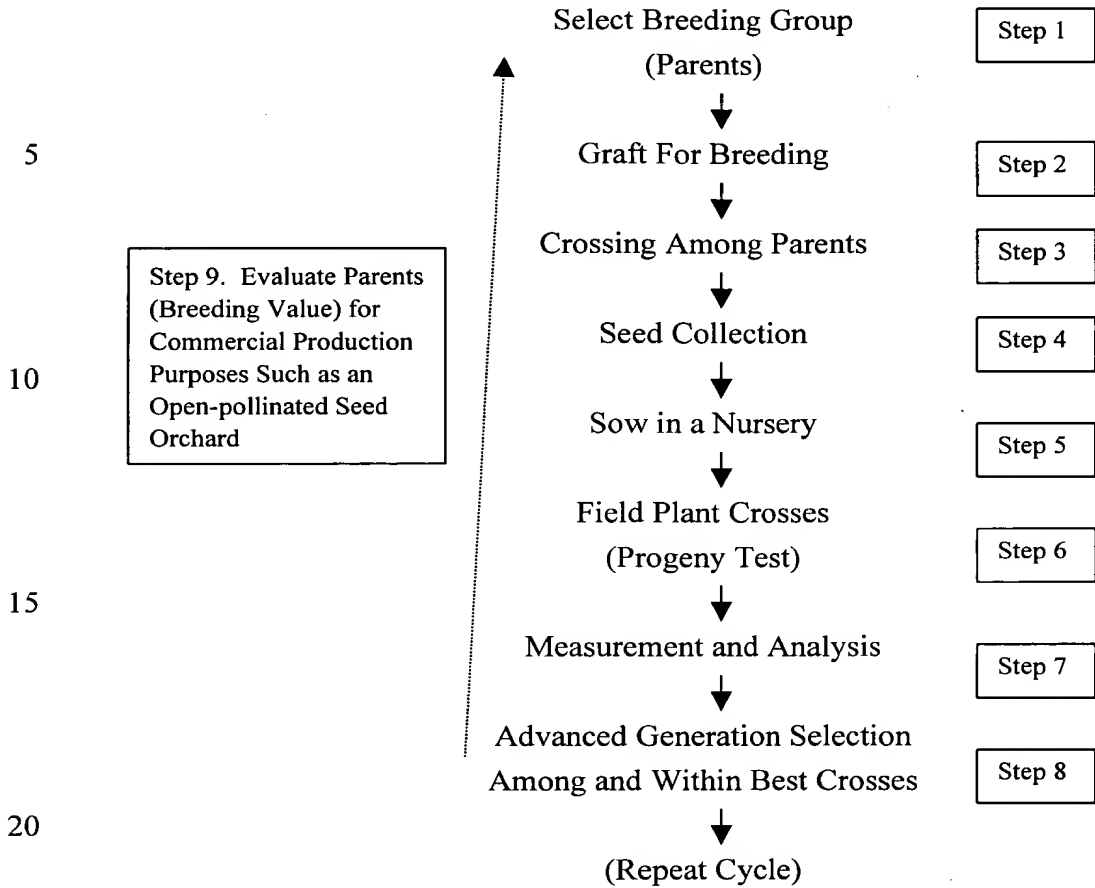 Select Breeding Group
(Parents)
Step 1
5
Graft For Breeding
Step 2
Crossing Among Parents
Step 3
Step 9. Evaluate Parents
(Breeding Value) for
Commercial Production
Purposes Such as an
Open-pollinated Seed
Orchard
Seed Collection
Step 4
10
Sow in a Nursery
Step 5
Field Plant Crosses
(Progeny Test)
Step 6
15
Measurement and Analysis
Step 7
Advanced Generation Selection
Among and Within Best Crosses
Step 8
20
(Repeat Cycle)